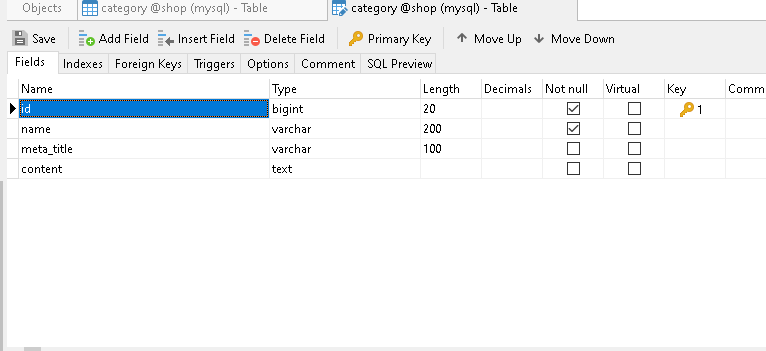 Objects category @shop (mysql) - Table category @shop (mysql) - Table
Save Add Field Insert Field Delete Field Primary Key Move Up Move Down
Fields Indexes Foreign Keys Triggers Options Comment SQL Preview
Name Type Length Decimals Not null Virtual Key Comm
id bigint 20 1
name varchar 200
meta_title varchar 100
content text